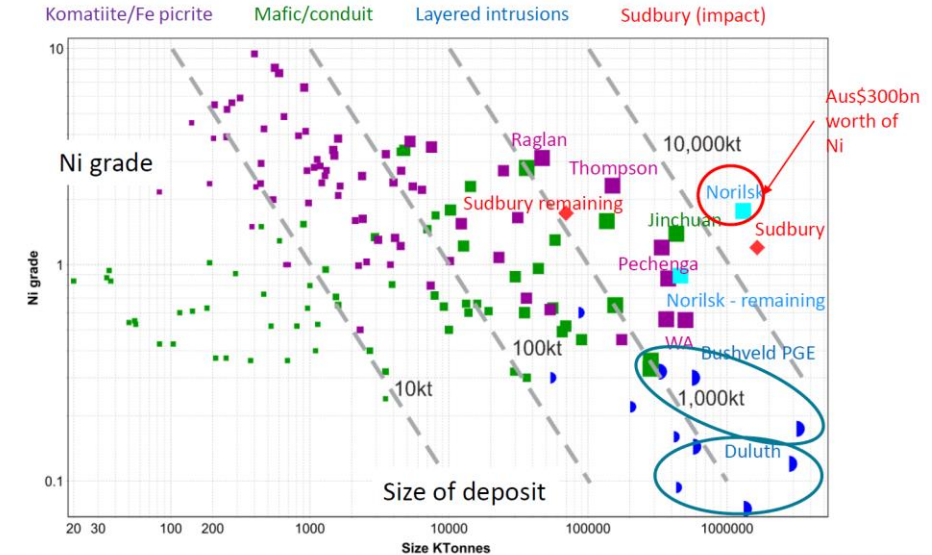 Komatiite/Fe picrite Mafic/conduit Layered intrusions Sudbury (impact)
10
Aus$300bn
worth of
Ni
Raglan
10,000kt
Ni grade
Thompson
Norilsk
Sudbury remaining
Jinchuan
Sudbury
Ni grade
1
Pechenga
Norilsk - remaining
WA
Bushveld PGE
100kt
10kt
1,000kt
Duluth
0.1
Size of deposit
20 30 100 200 1000 10000 100000 1000000
Size KTonnes